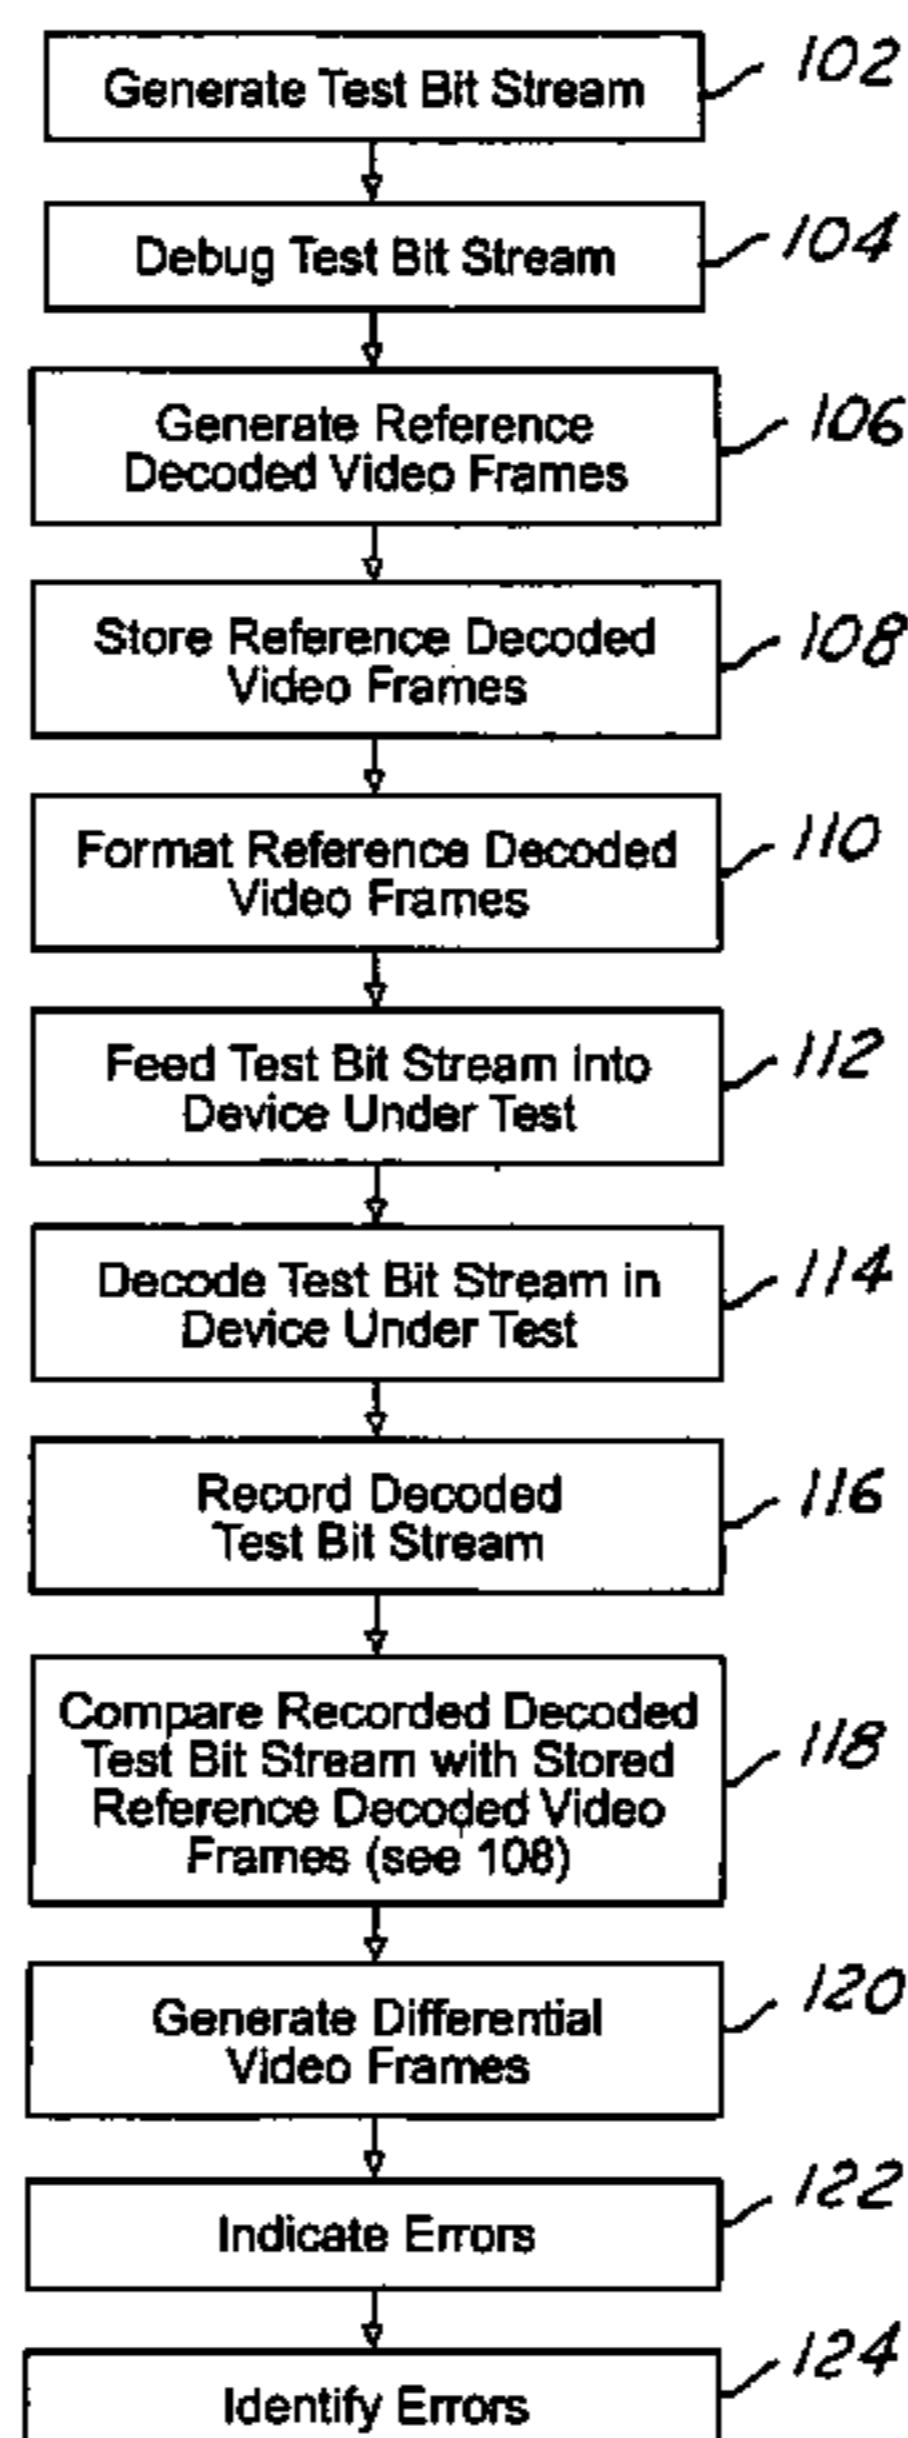 Generate Test Bit Stream
102
Debug Test Bit Stream
104
Generate Reference
Decoded Video Frames
106
Store Reference Decoded
Video Frames
108
Format Reference Decoded
Video Frames
110
Feed Test Bit Stream into
Device Under Test
112
Decode Test Bit Stream in
Device Under Test
114
Record Decoded
Test Bit Stream
116
Compare Recorded Decoded
Test Bit Stream with Stored
Reference Decoded Video
Frames (see 108)
118
Generate Differential
Video Frames
120
Indicate Errors
122
Identify Errors
124